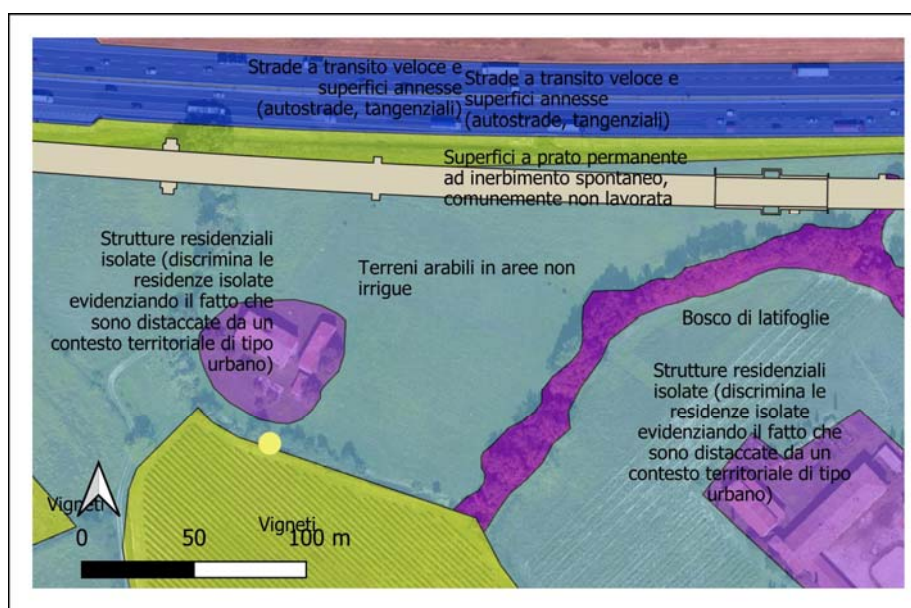 Strade a transito veloce e
superfici annesse
(autostrade, tangenziali)
Strade a transito veloce e
superfici annesse
(autostrade, tangenziali)
Superfici a prato permanente
ad inerbimento spontaneo,
comunemente non lavorata
Strutture residenziali
isolate (discrimina le
residenze isolate
evidenziando il fatto che
sono distaccate da un
contesto territoriale di tipo
urbano)
Terreni arabili in aree non
irrigue
Bosco di latifoglie
Strutture residenziali
isolate (discrimina le
residenze isolate
evidenziando il fatto che
sono distaccate da un
contesto territoriale di tipo
urbano)
Vigneti
Vigneti
0 50 100 m